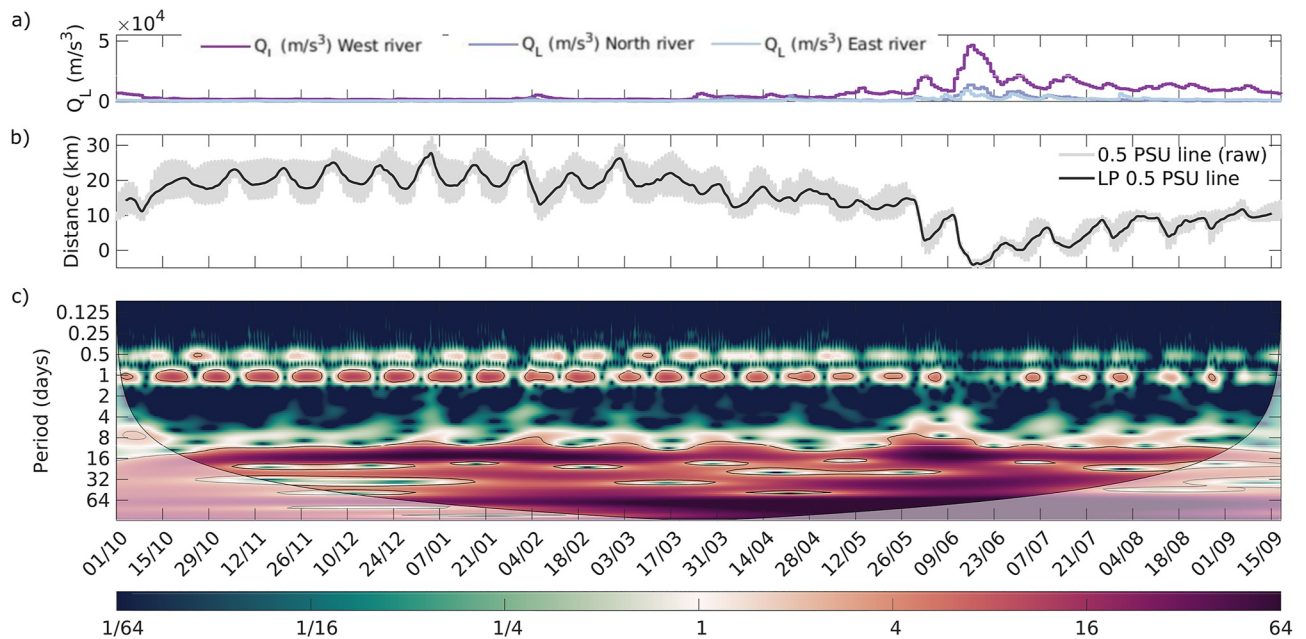 a)
×10⁴
5
0
Q_L (m/s³)
Q_I (m/s³) West river
Q_L (m/s³) North river
Q_L (m/s³) East river
b)
30
20
10
0
Distance (km)
0.5 PSU line (raw)
LP 0.5 PSU line
c)
0.125
0.25
0.5
1
2
4
8
16
32
64
Period (days)
01/10 15/10 29/10 12/11 26/11 10/12 24/12 07/01 21/01 04/02 18/02 03/03 17/03 31/03 14/04 28/04 12/05 26/05 09/06 23/06 07/07 21/07 04/08 18/08 01/09 15/09
1/64 1/16 1/4 1 4 16 64